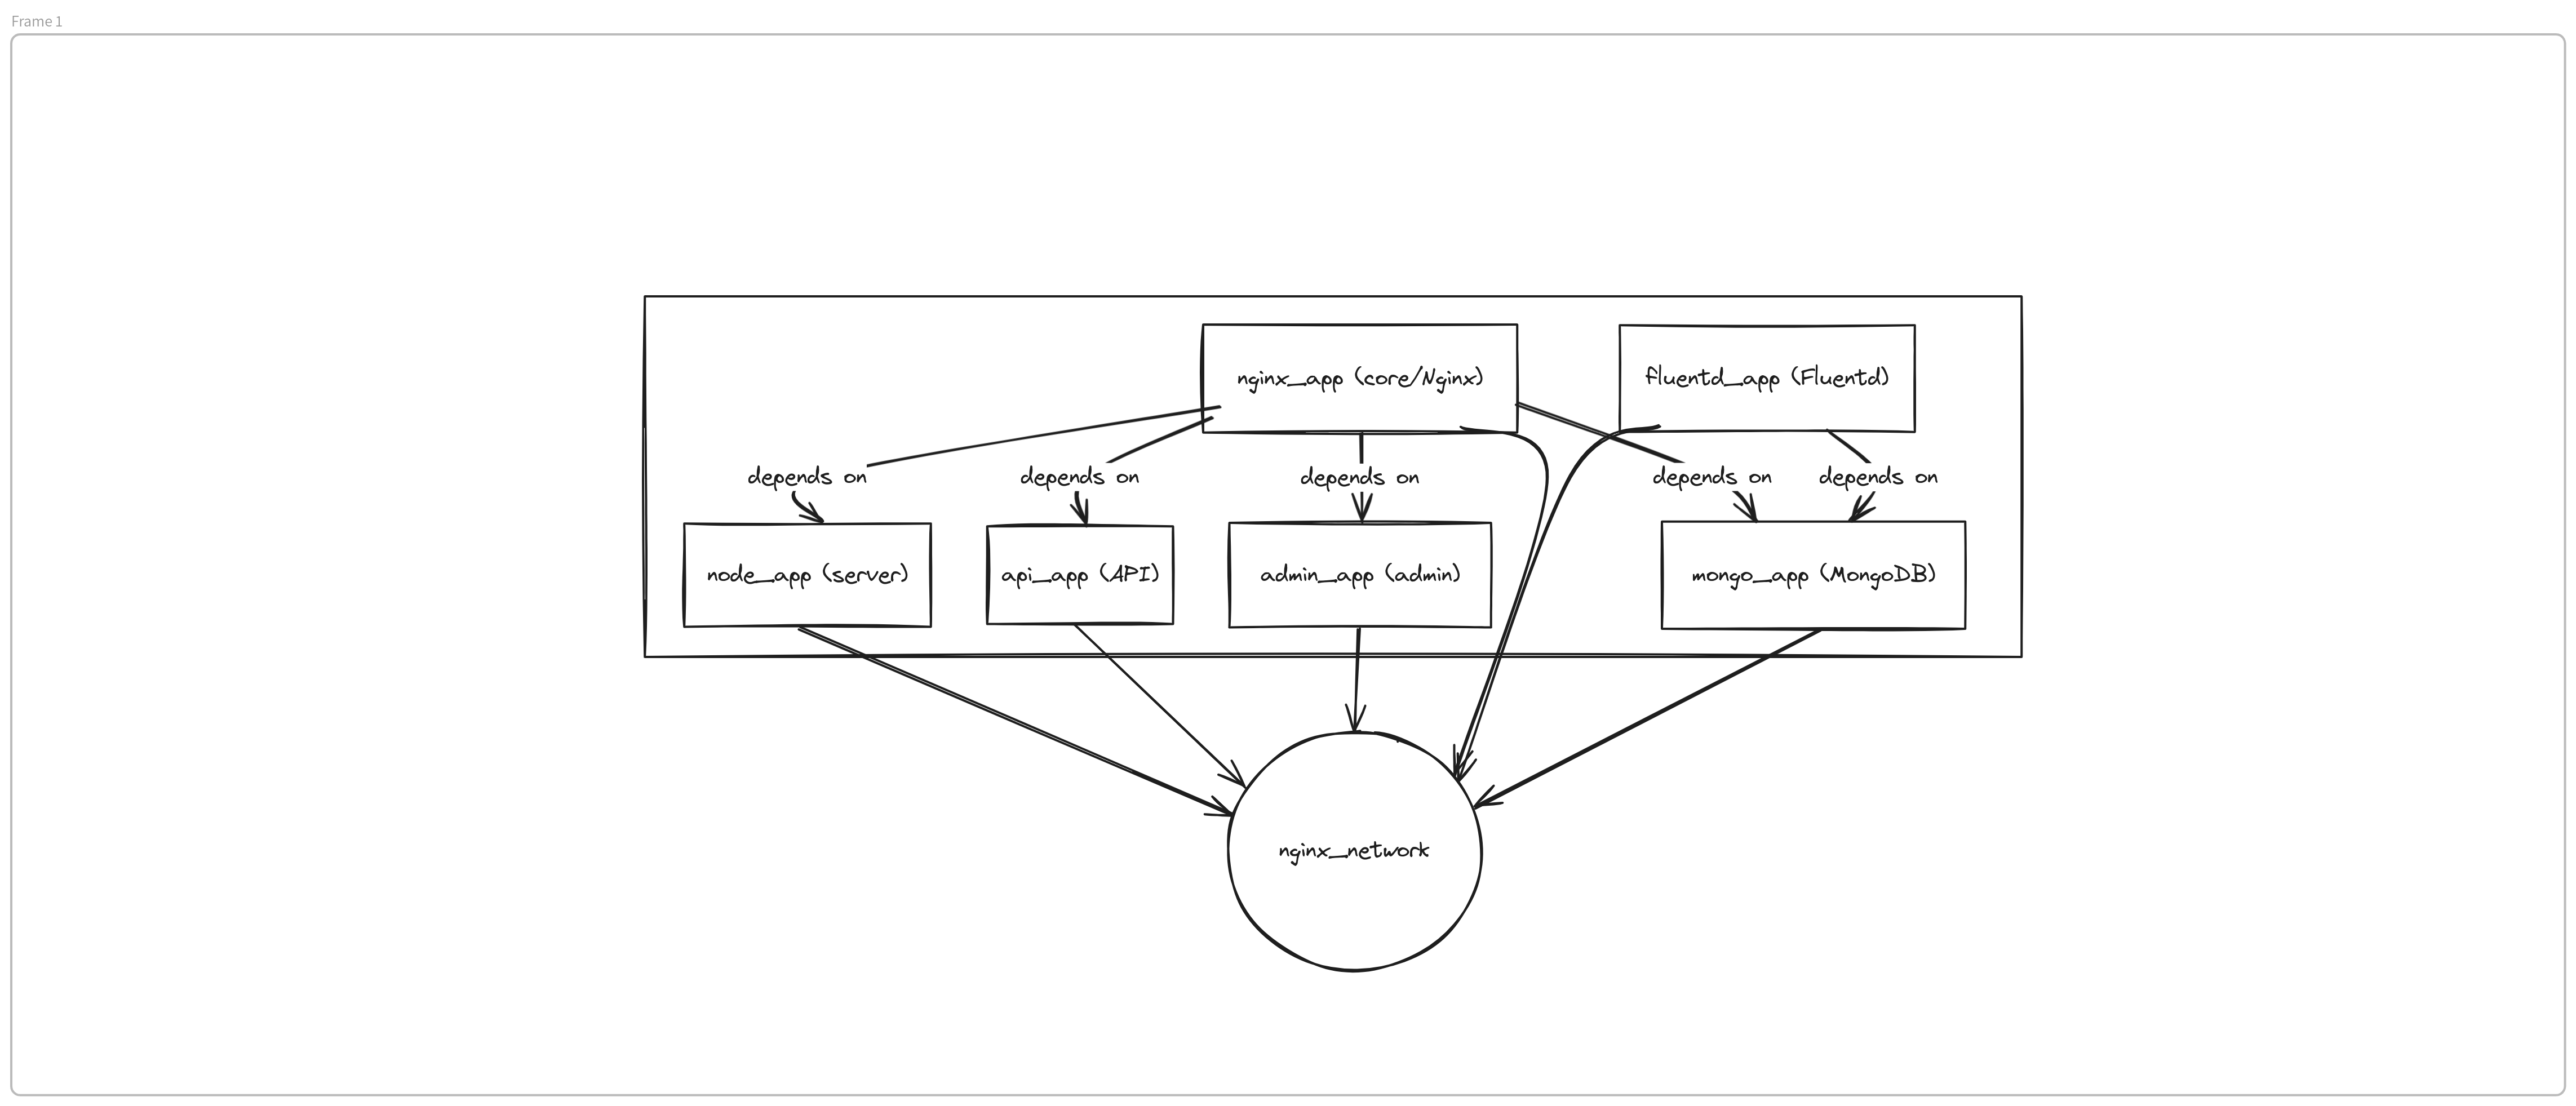 Frame 1
nginx_app (core/Nginx)
fluentd_app (Fluentd)
depends on
depends on
depends on
depends on
depends on
node_app (server)
api_app (API)
admin_app (admin)
mongo_app (MongoDB)
nginx_network